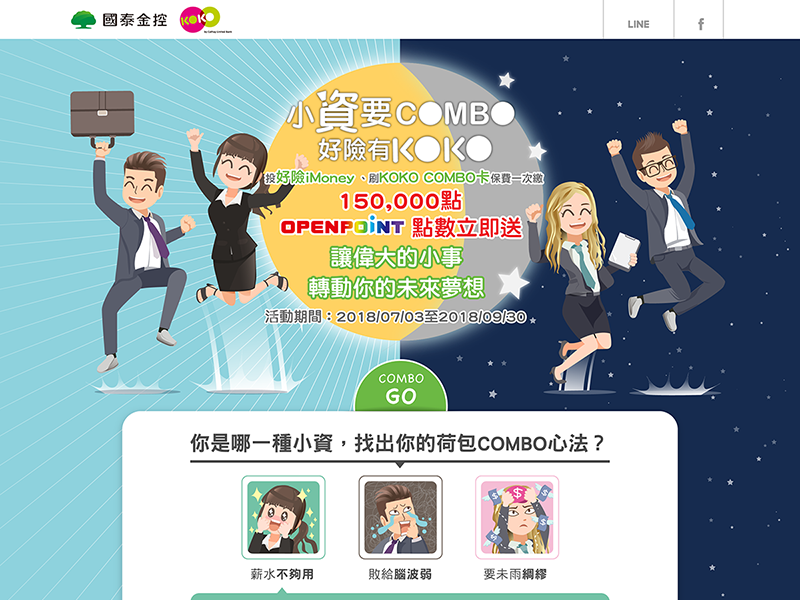 國泰金控
KOKO
by Cathay United Bank
LINE
f
小資要COMBO
好險有KOKO
投好險iMoney、刷KOKO COMBO卡保費一次繳
150,000點
OPENPOINT 點數立即送
讓偉大的小事
轉動你的未來夢想
活動期間：2018/07/03至2018/09/30
COMBO
GO
你是哪一種小資，找出你的荷包COMBO心法？
薪水不夠用
敗給腦波弱
要未雨綢繆